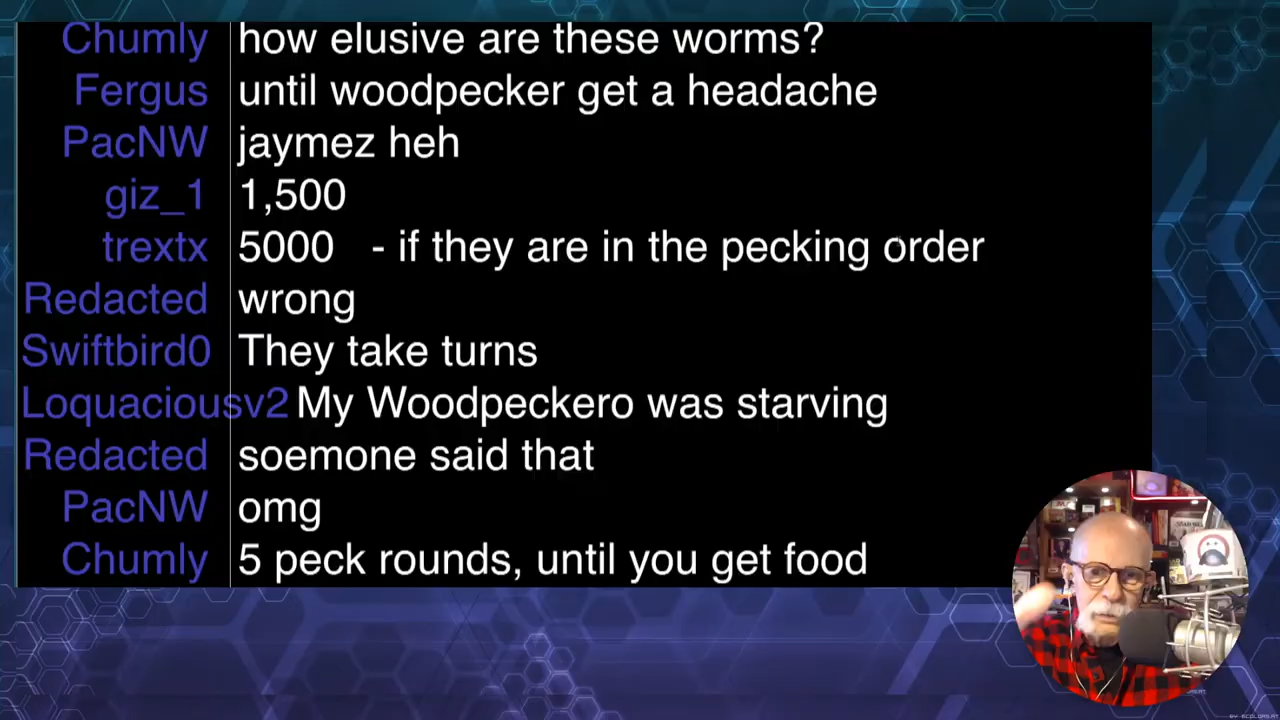 Chumly how elusive are these worms?
Fergus until woodpecker get a headache
PacNW jaymez heh
giz_1 1,500
trextx 5000 - if they are in the pecking order
Redacted wrong
Swiftbird0 They take turns
Loquaciousv2 My Woodpeckero was starving
Redacted soemone said that
PacNW omg
Chumly 5 peck rounds, until you get food